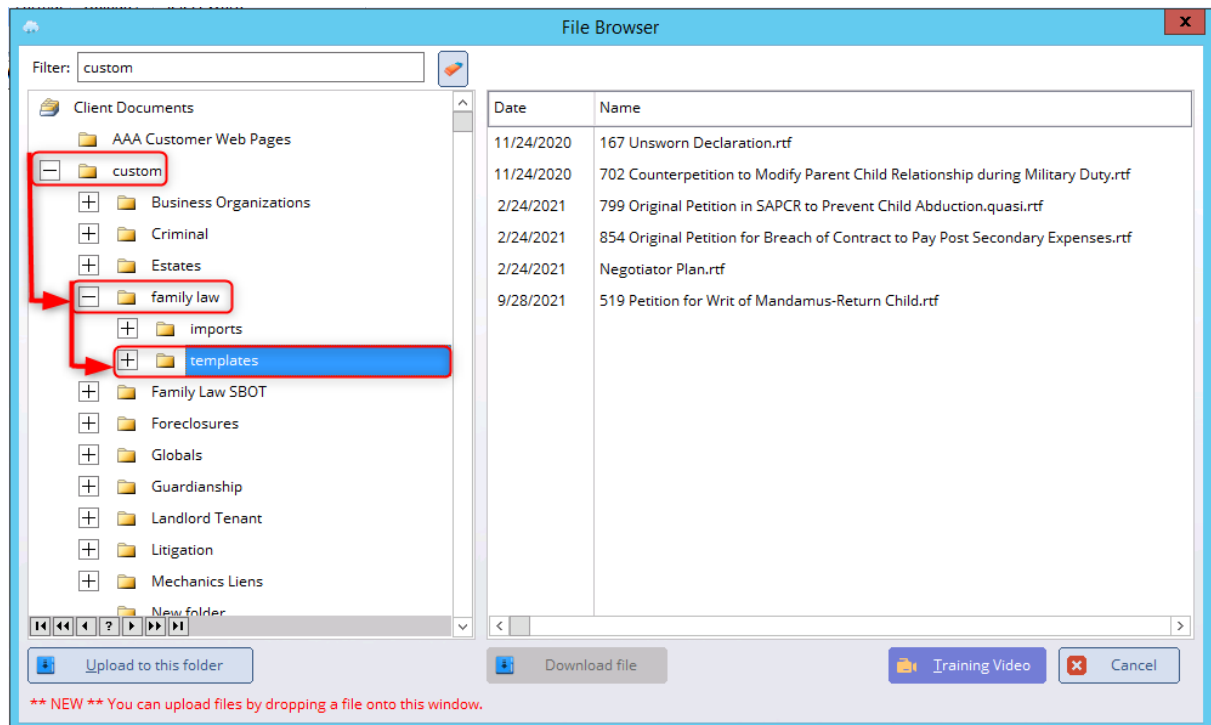 File Browser
x
Filter: custom
Client Documents
AAA Customer Web Pages
custom
Business Organizations
Criminal
Estates
family law
imports
templates
Family Law SBOT
Foreclosures
Globals
Guardianship
Landlord Tenant
Litigation
Mechanics Liens
New folder
?
Date Name
11/24/2020 167 Unsworn Declaration.rtf
11/24/2020 702 Counterpetition to Modify Parent Child Relationship during Military Duty.rtf
2/24/2021 799 Original Petition in SAPCR to Prevent Child Abduction.quasi.rtf
2/24/2021 854 Original Petition for Breach of Contract to Pay Post Secondary Expenses.rtf
2/24/2021 Negotiator Plan.rtf
9/28/2021 519 Petition for Writ of Mandamus-Return Child.rtf
Upload to this folder
Download file
Training Video
Cancel
** NEW ** You can upload files by dropping a file onto this window.